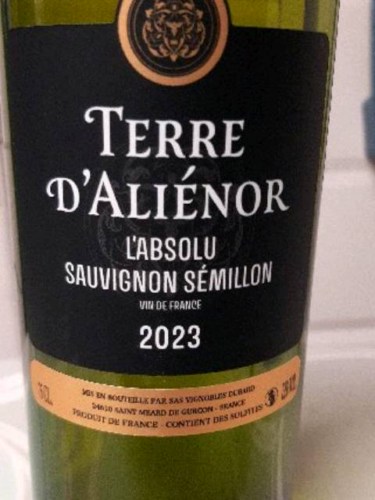 TERRE
D'ALIÉNOR
L'ABSOLU
SAUVIGNON SÉMILLON
VIN DE FRANCE
2023
MIS EN BOUTEILLE PAR SAS VIGNOBLES DUBARD
24610 SAINT MEARD DE GURCON - FRANCE
PRODUIT DE FRANCE - CONTIENT DES SULFITES